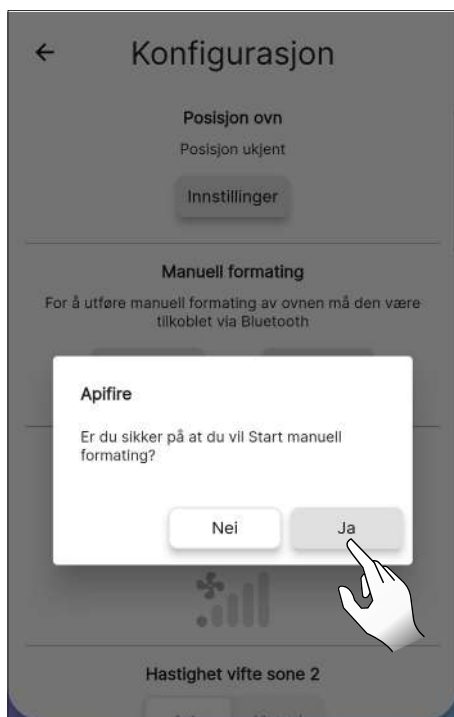 Konfigurasjon
Posisjon ovn
Posisjon ukjent
Innstillinger
Manuell formating
For å utføre manuell formating av ovnen må den være
tilkoblet via Bluetooth
Apifire
Er du sikker på at du vil Start manuell
formating?
Nei
Ja
Hastighet vifte sone 2